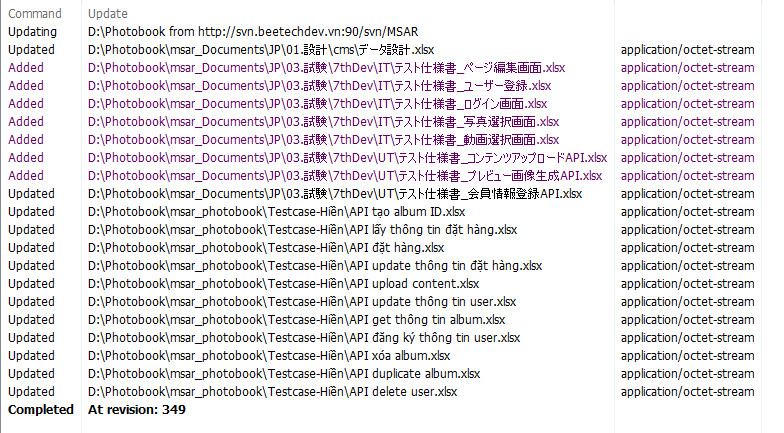 Command Update
Updating D:\Photobook from http://svn.beetechdev.vn:90/svn/MSAR
Updated D:\Photobook\msar_Documents\JP\01.設計\cms\データ設計.xlsx application/octet-stream
Added D:\Photobook\msar_Documents\JP\03.試験\7thDev\IT\テスト仕様書_ページ編集画面.xlsx application/octet-stream
Added D:\Photobook\msar_Documents\JP\03.試験\7thDev\IT\テスト仕様書_ユーザー登録.xlsx application/octet-stream
Added D:\Photobook\msar_Documents\JP\03.試験\7thDev\IT\テスト仕様書_ログイン画面.xlsx application/octet-stream
Added D:\Photobook\msar_Documents\JP\03.試験\7thDev\IT\テスト仕様書_写真選択画面.xlsx application/octet-stream
Added D:\Photobook\msar_Documents\JP\03.試験\7thDev\IT\テスト仕様書_動画選択画面.xlsx application/octet-stream
Added D:\Photobook\msar_Documents\JP\03.試験\7thDev\UT\テスト仕様書_コンテンツアップロードAPI.xlsx application/octet-stream
Added D:\Photobook\msar_Documents\JP\03.試験\7thDev\UT\テスト仕様書_プレビュー画像生成API.xlsx application/octet-stream
Updated D:\Photobook\msar_Documents\JP\03.試験\7thDev\UT\テスト仕様書_会員情報登録API.xlsx application/octet-stream
Updated D:\Photobook\msar_photobook\Testcase-Hiền\API tạo album ID.xlsx application/octet-stream
Updated D:\Photobook\msar_photobook\Testcase-Hiền\API lấy thông tin đặt hàng.xlsx application/octet-stream
Updated D:\Photobook\msar_photobook\Testcase-Hiền\API đặt hàng.xlsx application/octet-stream
Updated D:\Photobook\msar_photobook\Testcase-Hiền\API update thông tin đặt hàng.xlsx application/octet-stream
Updated D:\Photobook\msar_photobook\Testcase-Hiền\API upload content.xlsx application/octet-stream
Updated D:\Photobook\msar_photobook\Testcase-Hiền\API update thông tin user.xlsx application/octet-stream
Updated D:\Photobook\msar_photobook\Testcase-Hiền\API get thông tin album.xlsx application/octet-stream
Updated D:\Photobook\msar_photobook\Testcase-Hiền\API đăng ký thông tin user.xlsx application/octet-stream
Updated D:\Photobook\msar_photobook\Testcase-Hiền\API xóa album.xlsx application/octet-stream
Updated D:\Photobook\msar_photobook\Testcase-Hiền\API duplicate album.xlsx application/octet-stream
Updated D:\Photobook\msar_photobook\Testcase-Hiền\API delete user.xlsx application/octet-stream
Completed At revision: 349